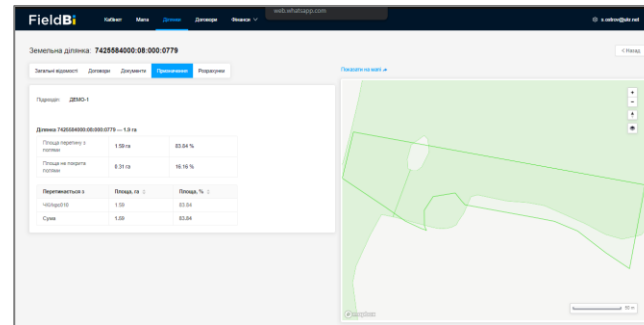 web.whatsapp.com
FieldBi Кабінет Мапа Ділянки Договори Фінанси
Земельна ділянка: 7425584000:08:000:0779
< Назад
Загальні відомості Договори Документи Призначення Розрахунки
Показати на мапі
Підрозділ: ДЕМО-1
Ділянка 7425584000:08:000:0779 — 1.9 га
Площа перетину з полями 1.59 га 83.84 %
Площа не покрита полями 0.31 га 16.16 %
Перетинається з Площа, га Площа, %
1.59 83.84
Сума 1.59 83.84
mapbox